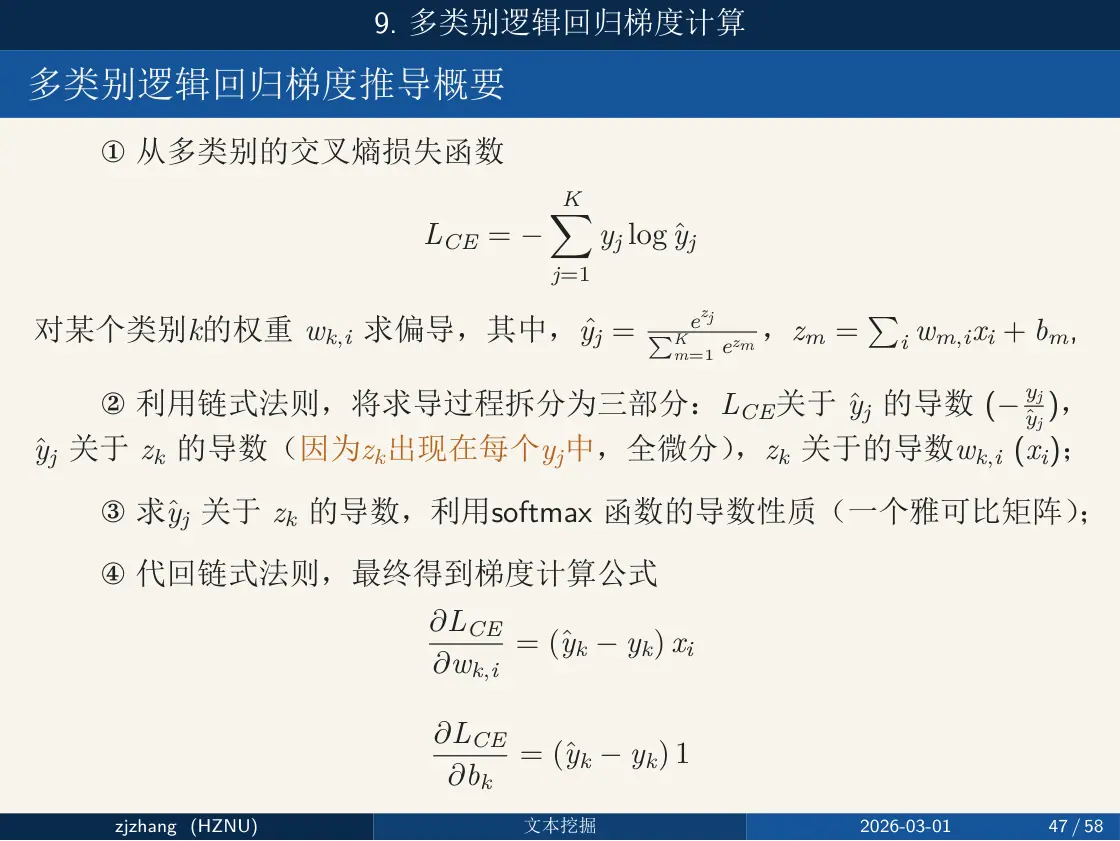 9. 多类别逻辑回归梯度计算
多类别逻辑回归梯度推导概要
① 从多类别的交叉熵损失函数
$L_{CE} = -\sum_{j=1}^{K} y_j \log \hat{y}_j$
对某个类别k的权重 $w_{k,i}$ 求偏导，其中，$\hat{y}_j = \frac{e^{z_j}}{\sum_{m=1}^{K} e^{z_m}}$，$z_m = \sum_i w_{m,i} x_i + b_m$,
② 利用链式法则，将求导过程拆分为三部分：$L_{CE}$关于 $\hat{y}_j$ 的导数 $(-\frac{y_j}{\hat{y}_j})$，
$\hat{y}_j$ 关于 $z_k$ 的导数（因为$z_k$出现在每个$y_j$中，全微分），$z_k$ 关于的导数$w_{k,i}$ $(x_i)$；
③ 求$\hat{y}_j$ 关于 $z_k$ 的导数，利用softmax 函数的导数性质（一个雅可比矩阵）；
④ 代回链式法则，最终得到梯度计算公式
$\frac{\partial L_{CE}}{\partial w_{k,i}} = (\hat{y}_k - y_k) x_i$
$\frac{\partial L_{CE}}{\partial b_k} = (\hat{y}_k - y_k) 1$
zjzhang (HZNU) 文本挖掘 2026-03-01 47 / 58